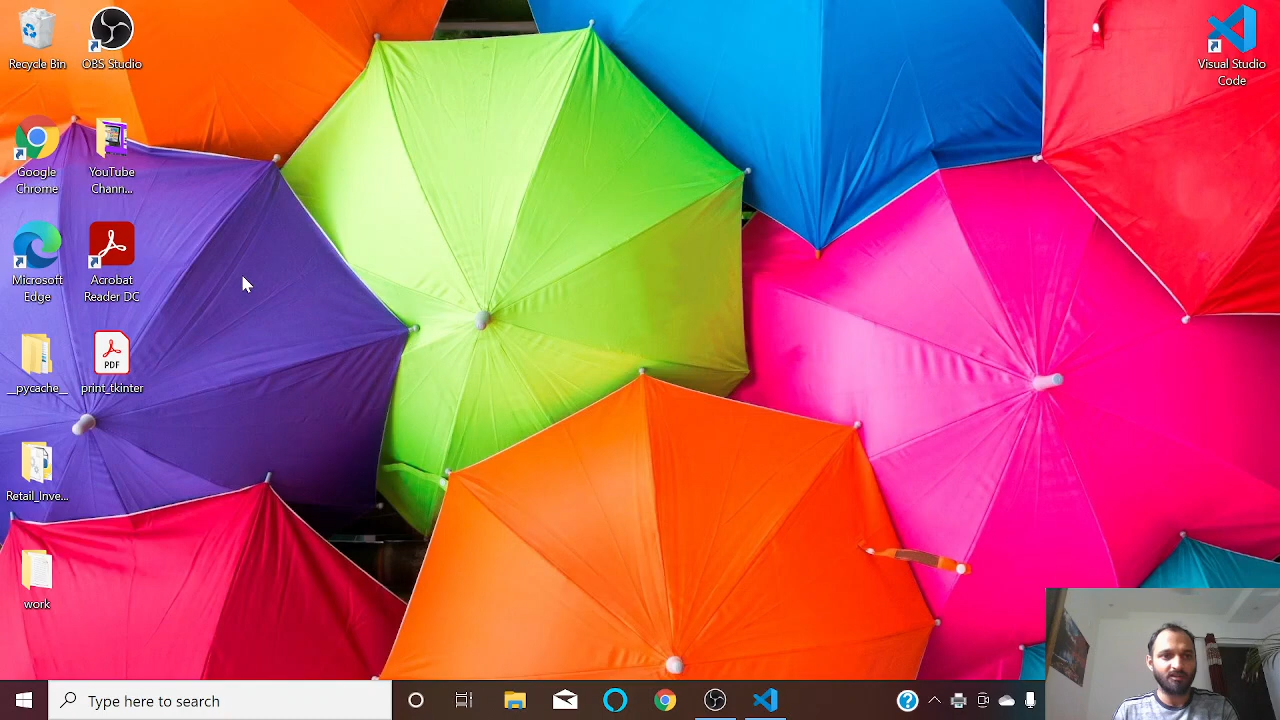 Recycle Bin
OBS Studio
Visual Studio
Code
Google
Chrome
YouTube
Chann...
Microsoft
Edge
Acrobat
Reader DC
__pycache__
PDF
print_tkinter
Retail_Inve...
work
Type here to search